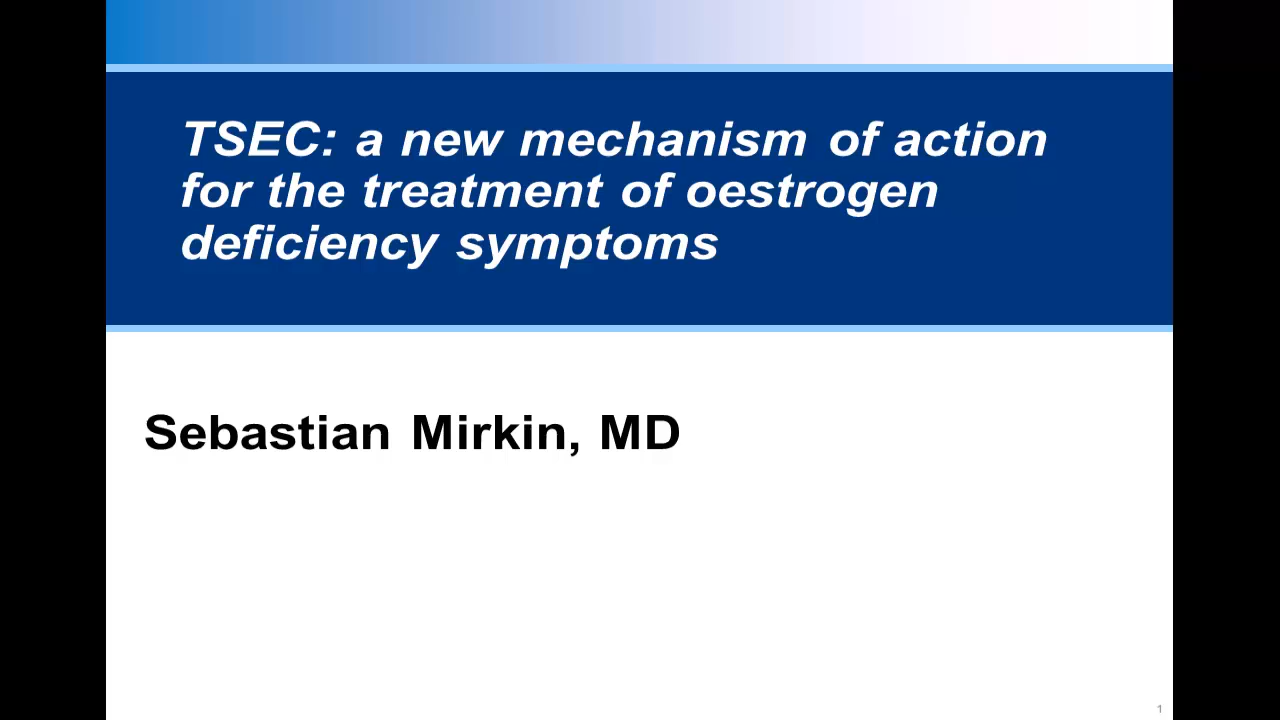 TSEC: a new mechanism of action
for the treatment of oestrogen
deficiency symptoms
Sebastian Mirkin, MD
1